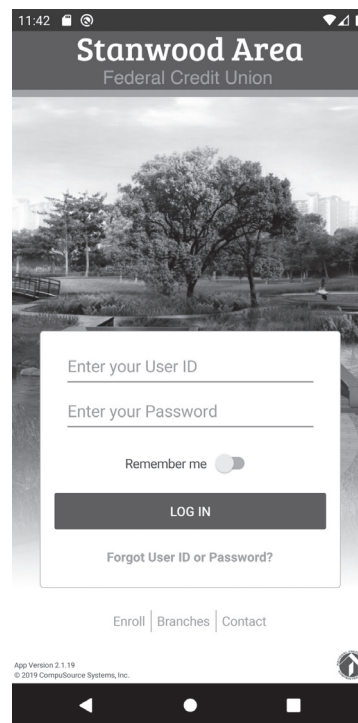 11:42
Stanwood Area
Federal Credit Union
Enter your User ID
Enter your Password
Remember me
LOG IN
Forgot User ID or Password?
Enroll | Branches | Contact
App Version 2.1.19
© 2019 CompuSource Systems, Inc.